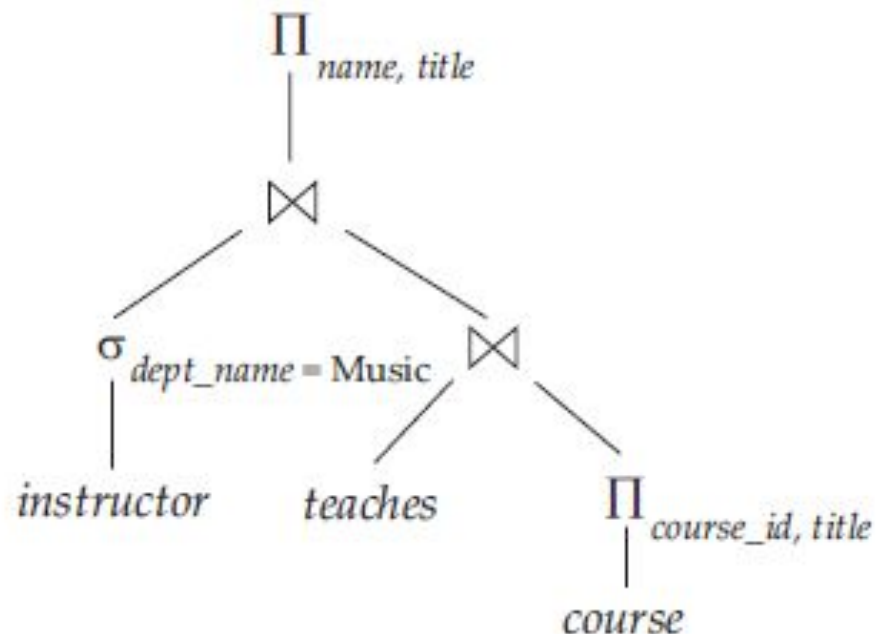 ∏ name, title
⋈
σ dept_name = Music
⋈
instructor
teaches
∏ course_id, title
course